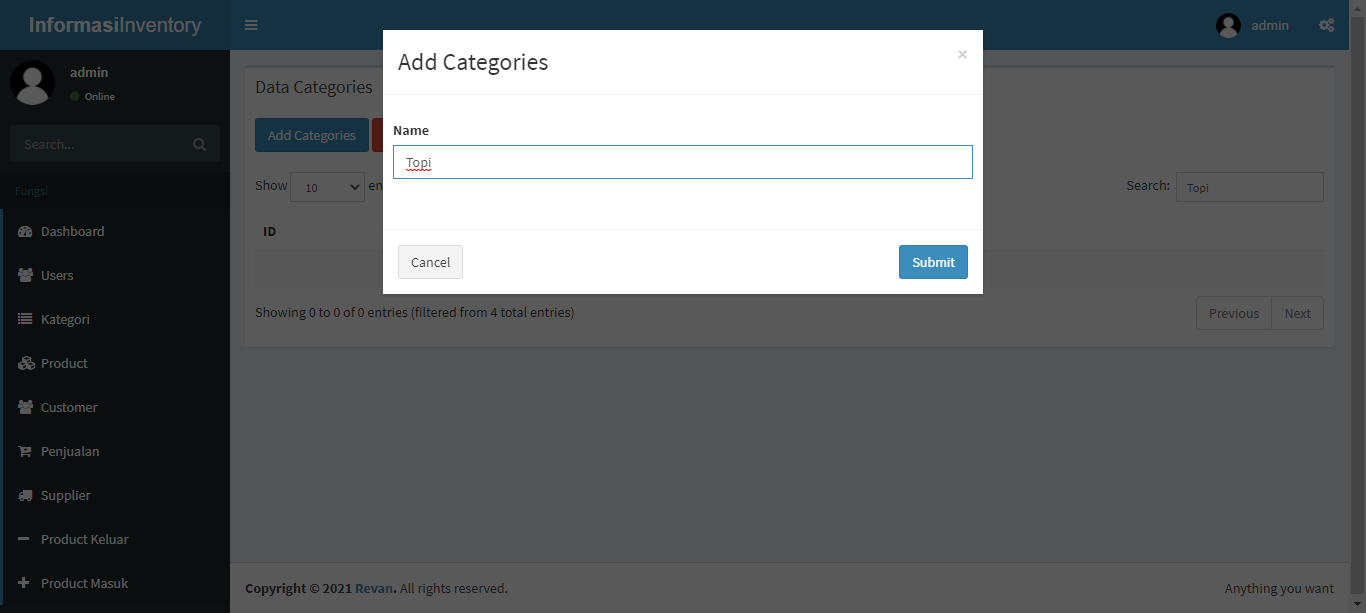 InformasiInventory
admin
admin
Online
Search...
Fungsi
Dashboard
Users
Kategori
Product
Customer
Penjualan
Supplier
Product Keluar
Product Masuk
Add Categories
×
Name
Topi
Cancel
Submit
Data Categories
Add Categories
Show 10 en
Search: Topi
ID
Showing 0 to 0 of 0 entries (filtered from 4 total entries)
Previous Next
Copyright © 2021 Revan. All rights reserved.
Anything you want